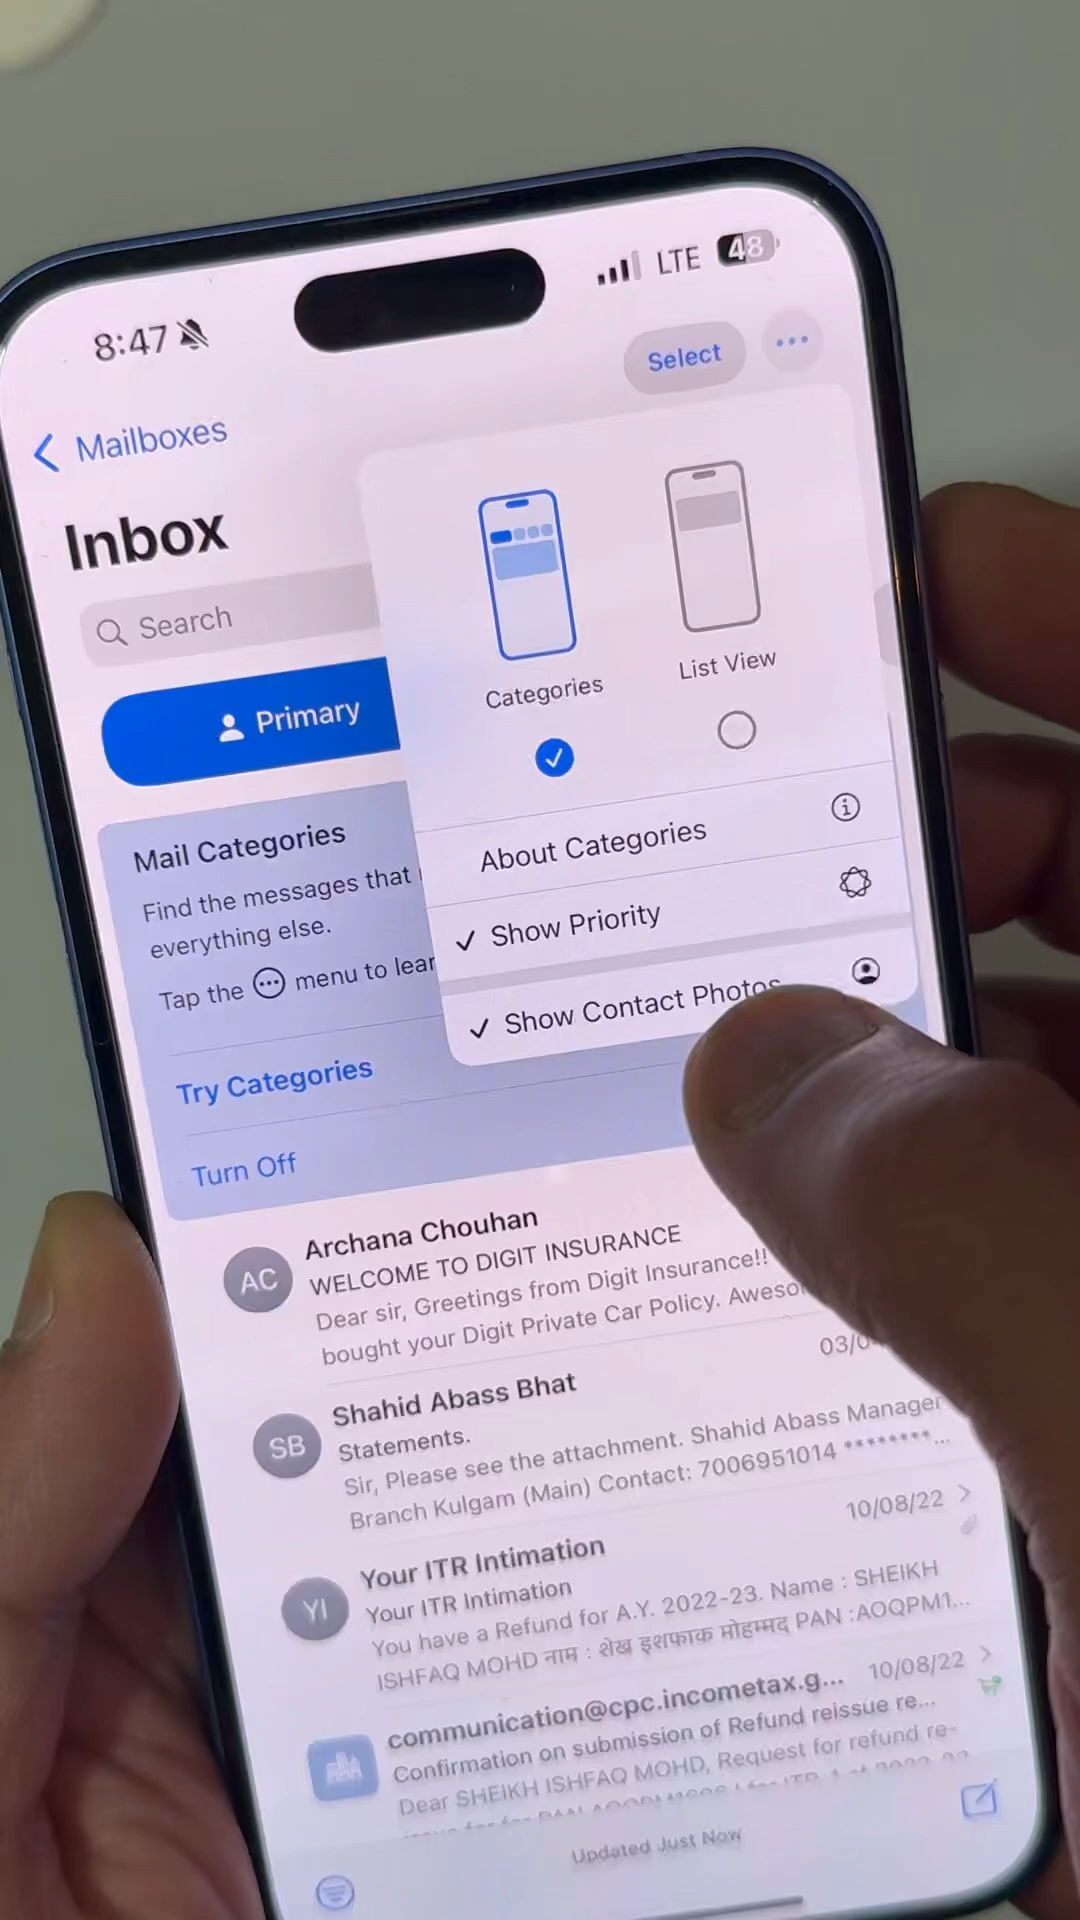 8:47
LTE 48
Select
Mailboxes
Inbox
Search
Primary
Categories
List View
About Categories
Show Priority
Show Contact Photos
Mail Categories
Find the messages that
everything else.
Tap the menu to lear
Try Categories
Turn Off
AC
Archana Chouhan
WELCOME TO DIGIT INSURANCE
Dear sir, Greetings from Digit Insurance!!
bought your Digit Private Car Policy. Aweso
SB
Shahid Abass Bhat
03/0
Statements.
Sir, Please see the attachment. Shahid Abass Manager
Branch Kulgam (Main) Contact: 7006951014 ********...
YI
Your ITR Intimation
10/08/22
Your ITR Intimation
You have a Refund for A.Y. 2022-23. Name : SHEIKH
ISHFAQ MOHD नाम : शेख इशफाक़ मोहम्मद PAN :AOQPM1...
communication@cpc.incometax.g...
10/08/22
Confirmation on submission of Refund reissue re...
Dear SHEIKH ISHFAQ MOHD, Request for refund re-
Updated Just Now